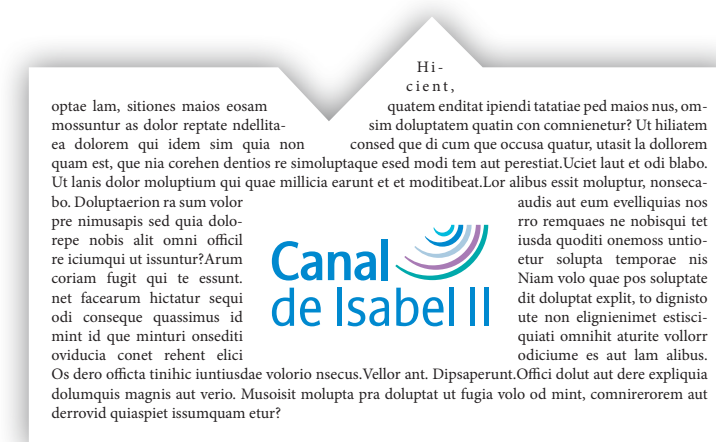 Hi-
cient,
optae lam, sitiones maios eosam quatem enditat ipiendi tatatiae ped maios nus, om-
mossuntur as dolor reptate ndellita- sim doluptatem quatin con comnienetur? Ut hiliatem
ea dolorem qui idem sim quia non consed que di cum que occusa quatur, utasit la dollorem
quam est, que nia corehen dentios re simoluptaque esed modi tem aut perestiat.Uciet laut et odi blabo.
Ut lanis dolor moluptium qui quae millicia earunt et et moditibeat.Lor alibus essit moluptur, nonseca-
bo. Doluptaerion ra sum volor audis aut eum evelliquias nos
pre nimusapis sed quia dolo- rro remquaes ne nobisqui tet
repe nobis alit omni officil iusda quoditi onemoss untio-
re iciumqui ut issuntur?Arum etur solupta temporae nis
coriam fugit qui te essunt. Niam volo quae pos soluptate
net facearum hictatur sequi dit doluptat explit, to dignisto
odi conseque quassimus id ute non elignienimet estisci-
mint id que minturi onsediti quiati omnihit aturite vollorr
oviducia conet rehent elici odiciume es aut lam alibus.
Canal
de Isabel II
Os dero officta tinihic iuntiusdae volorio nsecus.Vellor ant. Dipsaperunt.Offici dolut aut dere expliquia
dolumquis magnis aut verio. Musoisit molupta pra doluptat ut fugia volo od mint, comnirerorem aut
derrovid quiaspiet issumquam etur?